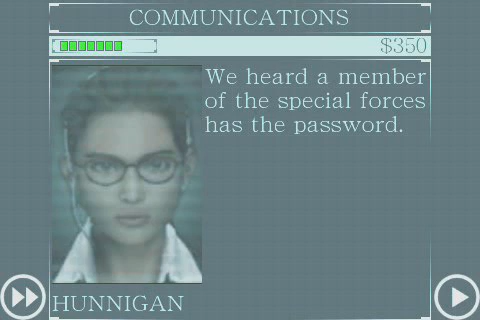 COMMUNICATIONS
$350
We heard a member
of the special forces
has the password.
HUNNIGAN